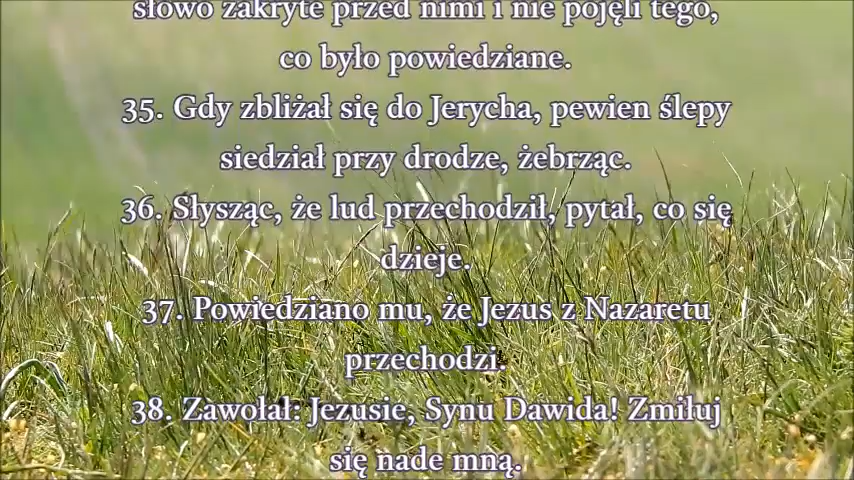 słowo zakryte przed nimi i nie pojęli tego,
co było powiedziane.
35. Gdy zbliżał się do Jerycha, pewien ślepy
siedział przy drodze, żebrząc.
36. Słysząc, że lud przechodził, pytał, co się
dzieje.
37. Powiedziano mu, że Jezus z Nazaretu
przechodzi.
38. Zawołał: Jezusie, Synu Dawida! Zmiłuj
się nade mną.